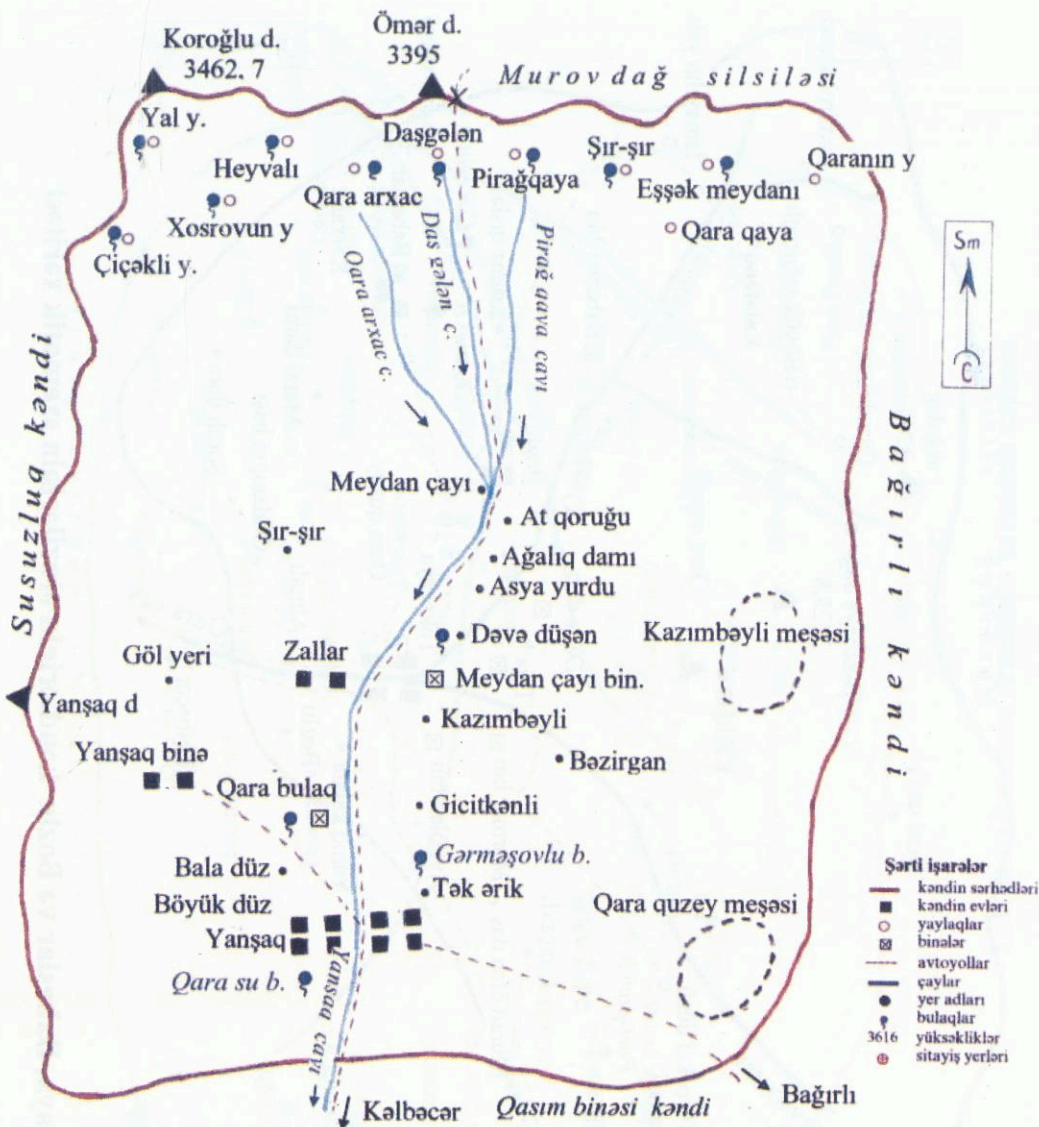 Koroğlu d.
3462. 7
Ömər d.
3395
Murov dağ silsiləsi
Yal y.
Heyvalı
Daşgələn
Qara arxac
Pirağqaya
Şır-şır
Eşşək meydanı
Qaranın y
Xosrovun y
Qara qaya
Çiçəkli y.
Qara arxac c.
Das gələn c.
Pirağ qava cavı
Sm
C
Susuzluq kəndi
Bağırlı kəndi
Meydan çayı
Şır-şır
At qoruğu
Ağalıq damı
Asya yurdu
Dəvə düşən
Kazımbəyli meşəsi
Göl yeri
Zallar
Meydan çayı bin.
Yanşaq d
Kazımbəyli
Yanşaq binə
Bəzirgan
Qara bulaq
Gicitkənli
Gərməşovlu b.
Bala düz
Tək ərik
Böyük düz
Qara quzey meşəsi
Yanşaq
Yansaq cayı
Qara su b.
Kəlbəcər
Qasım binəsi kəndi
Bağırlı
Şərti işarələr
kəndin sərhədləri
kəndin evləri
yaylaqlar
binələr
avtoyollar
çaylar
yer adları
bulaqlar
3616 yüksəkliklər
sitayiş yerləri